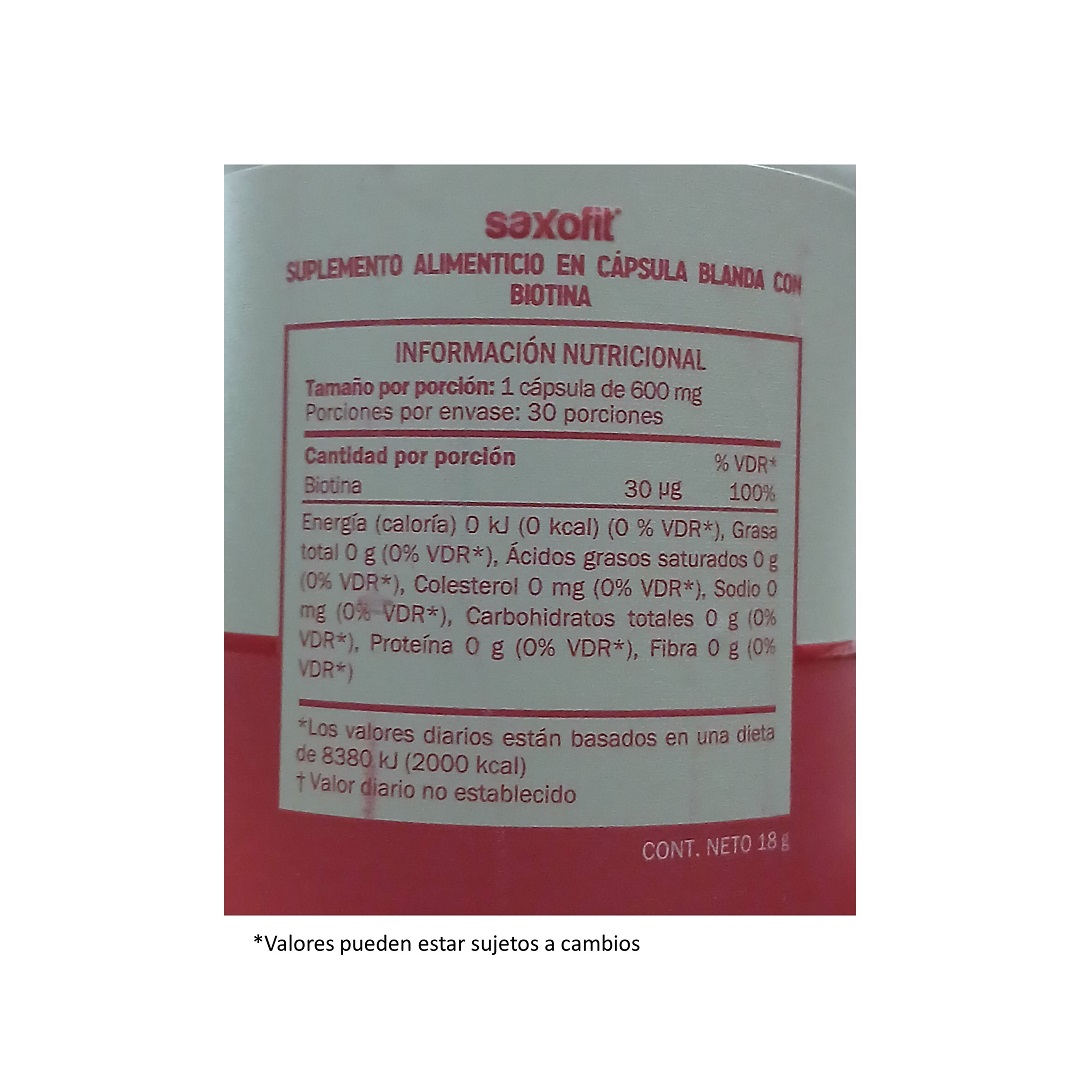 saxofit
SUPLEMENTO ALIMENTICIO EN CÁPSULA BLANDA CON
BIOTINA
INFORMACIÓN NUTRICIONAL
Tamaño por porción: 1 cápsula de 600 mg
Porciones por envase: 30 porciones
Cantidad por porción % VDR*
Biotina 30 µg 100%
Energía (caloría) 0 kJ (0 kcal) (0 % VDR*), Grasa
total 0 g (0% VDR*), Ácidos grasos saturados 0 g
(0% VDR*), Colesterol 0 mg (0% VDR*), Sodio 0
mg (0% VDR*), Carbohidratos totales 0 g (0%
VDR*), Proteína 0 g (0% VDR*), Fibra 0 g (0%
VDR*)
*Los valores diarios están basados en una dieta
de 8380 kJ (2000 kcal)
† Valor diario no establecido
CONT. NETO 18 g
*Valores pueden estar sujetos a cambios